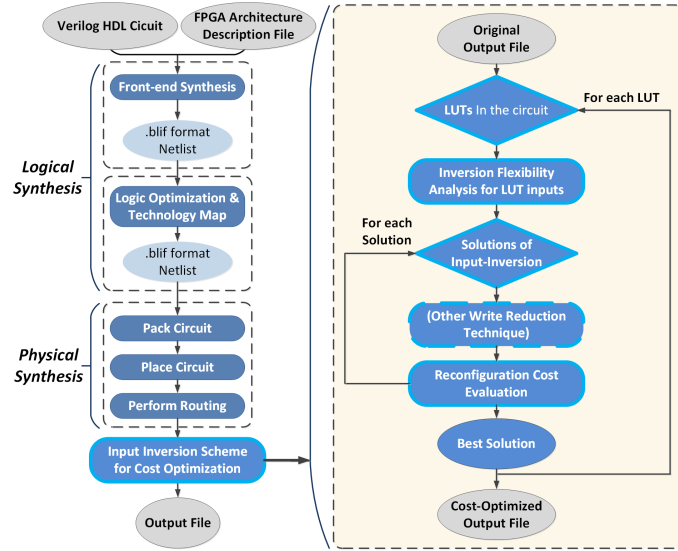 Verilog HDL Cicuit
FPGA Architecture
Description File
Front-end Synthesis
.blif format
Netlist
Logical
Synthesis
Logic Optimization &
Technology Map
.blif format
Netlist
Pack Circuit
Physical
Synthesis
Place Circuit
Perform Routing
Input Inversion Scheme
for Cost Optimization
Output File
Original
Output File
LUTs In the circuit
For each LUT
Inversion Flexibility
Analysis for LUT inputs
For each
Solution
Solutions of
Input-Inversion
(Other Write Reduction
Technique)
Reconfiguration Cost
Evaluation
Best Solution
Cost-Optimized
Output File